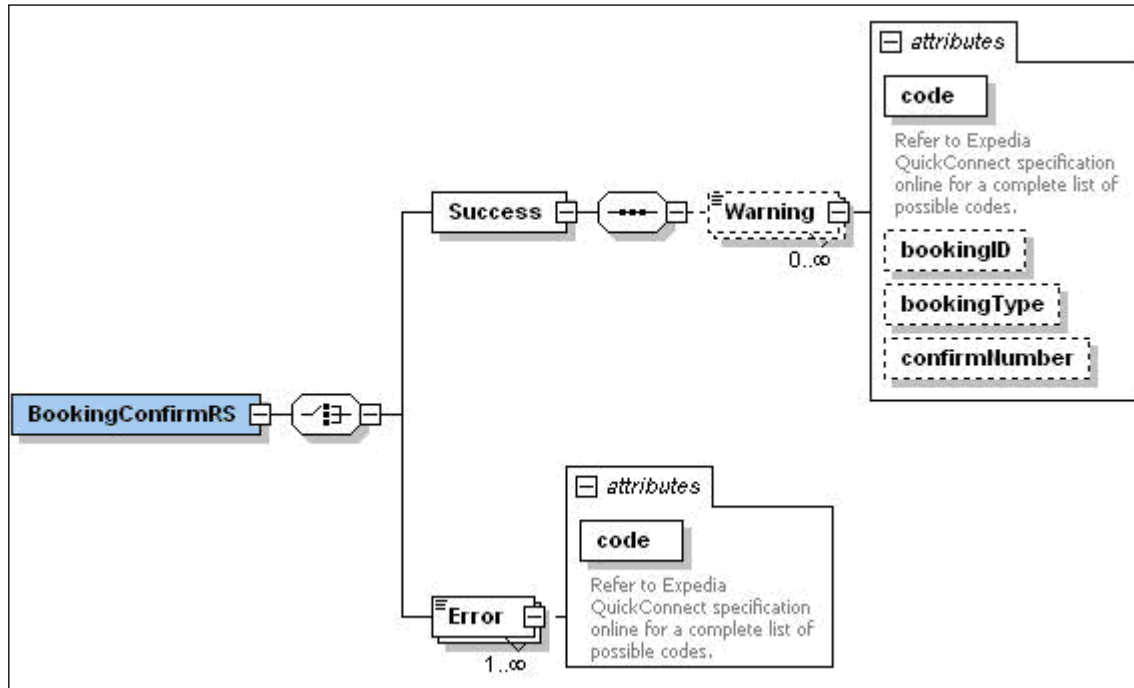 attributes
code
Refer to Expedia
QuickConnect specification
online for a complete list of
possible codes.
Success
Warning
0..∞
bookingID
bookingType
confirmNumber
BookingConfirmRS
attributes
code
Refer to Expedia
QuickConnect specification
online for a complete list of
possible codes.
Error
1..∞